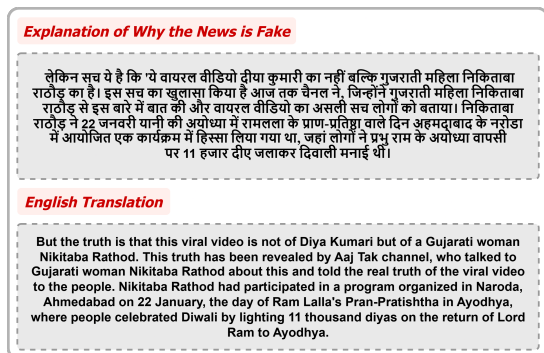 Explanation of Why the News is Fake
लेकिन सच ये है कि 'ये वायरल वीडियो दीया कुमारी का नहीं बल्कि गुजराती महिला निकिताबा
राठौड़ का है। इस सच का खुलासा किया है आज तक चैनल ने, जिन्होंने गुजराती महिला निकिताबा
राठौड़ से इस बारे में बात की और वायरल वीडियो का असली सच लोगों को बताया। निकिताबा
राठौड़ ने 22 जनवरी यानी की अयोध्या में रामलला के प्राण-प्रतिष्ठा वाले दिन अहमदाबाद के नरोडा
में आयोजित एक कार्यक्रम में हिस्सा लिया गया था, जहां लोगों ने प्रभु राम के अयोध्या वापसी
पर 11 हजार दीए जलाकर दिवाली मनाई थी।
English Translation
But the truth is that this viral video is not of Diya Kumari but of a Gujarati woman
Nikitaba Rathod. This truth has been revealed by Aaj Tak channel, who talked to
Gujarati woman Nikitaba Rathod about this and told the real truth of the viral video
to the people. Nikitaba Rathod had participated in a program organized in Naroda,
Ahmedabad on 22 January, the day of Ram Lalla's Pran-Pratishtha in Ayodhya,
where people celebrated Diwali by lighting 11 thousand diyas on the return of Lord
Ram to Ayodhya.